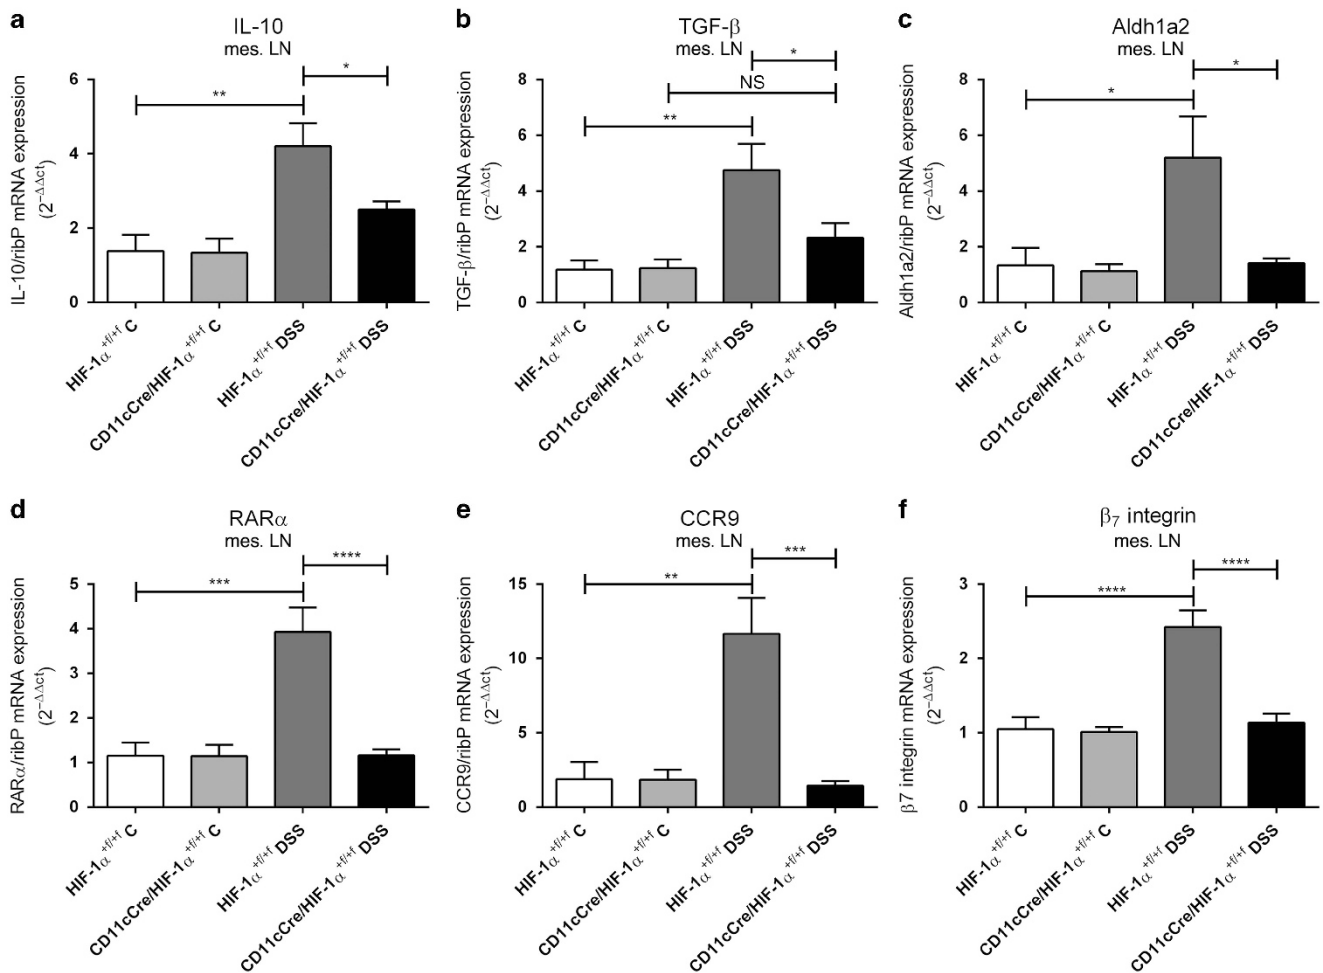 a
IL-10
mes. LN
*
**
IL-10/ribP mRNA expression
(2⁻ΔΔct)
6
4
2
0
HIF-1α⁺ᶠ/⁺ᶠ C
CD11cCre/HIF-1α⁺ᶠ/⁺ᶠ C
HIF-1α⁺ᶠ/⁺ᶠ DSS
CD11cCre/HIF-1α⁺ᶠ/⁺ᶠ DSS
b
TGF-β
mes. LN
*
NS
**
TGF-β/ribP mRNA expression
(2⁻ΔΔct)
8
6
4
2
0
HIF-1α⁺ᶠ/⁺ᶠ C
CD11cCre/HIF-1α⁺ᶠ/⁺ᶠ C
HIF-1α⁺ᶠ/⁺ᶠ DSS
CD11cCre/HIF-1α⁺ᶠ/⁺ᶠ DSS
c
Aldh1a2
mes. LN
*
*
Aldh1a2/ribP mRNA expression
(2⁻ΔΔct)
8
6
4
2
0
HIF-1α⁺ᶠ/⁺ᶠ C
CD11cCre/HIF-1α⁺ᶠ/⁺ᶠ C
HIF-1α⁺ᶠ/⁺ᶠ DSS
CD11cCre/HIF-1α⁺ᶠ/⁺ᶠ DSS
d
RARα
mes. LN
****
***
RARα/ribP mRNA expression
(2⁻ΔΔct)
5
4
3
2
1
0
HIF-1α⁺ᶠ/⁺ᶠ C
CD11cCre/HIF-1α⁺ᶠ/⁺ᶠ C
HIF-1α⁺ᶠ/⁺ᶠ DSS
CD11cCre/HIF-1α⁺ᶠ/⁺ᶠ DSS
e
CCR9
mes. LN
***
**
CCR9/ribP mRNA expression
(2⁻ΔΔct)
15
10
5
0
HIF-1α⁺ᶠ/⁺ᶠ C
CD11cCre/HIF-1α⁺ᶠ/⁺ᶠ C
HIF-1α⁺ᶠ/⁺ᶠ DSS
CD11cCre/HIF-1α⁺ᶠ/⁺ᶠ DSS
f
β₇ integrin
mes. LN
****
****
β7 integrin mRNA expression
(2⁻ΔΔct)
3
2
1
0
HIF-1α⁺ᶠ/⁺ᶠ C
CD11cCre/HIF-1α⁺ᶠ/⁺ᶠ C
HIF-1α⁺ᶠ/⁺ᶠ DSS
CD11cCre/HIF-1α⁺ᶠ/⁺ᶠ DSS